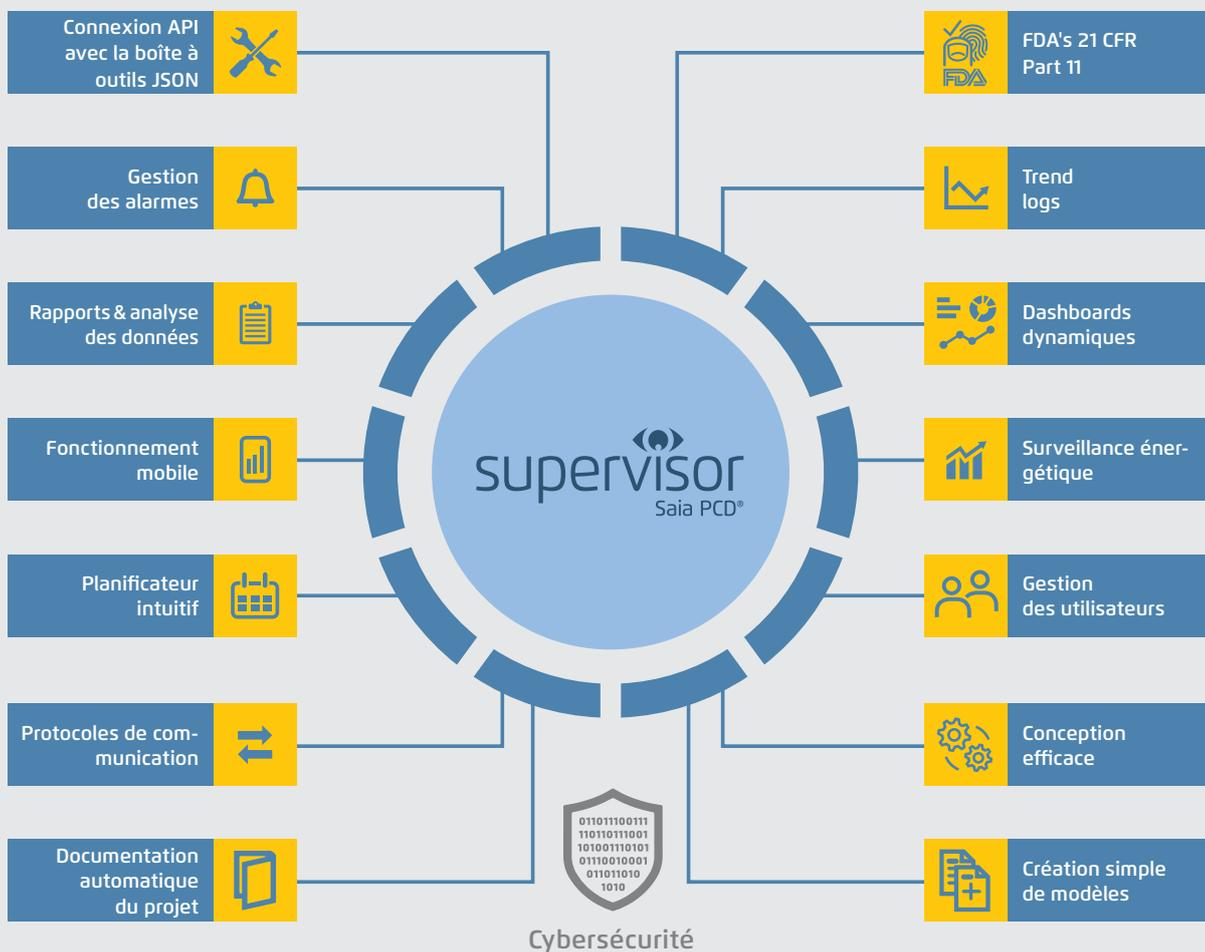 Connexion API
avec la boîte à
outils JSON
Gestion
des alarmes
Rapports & analyse
des données
Fonctionnement
mobile
Planificateur
intuitif
Protocoles de com-
munication
Documentation
automatique
du projet
supervisor
Saia PCD®
011011100111
110110111001
101001110101
01110010001
011011010
1010
Cybersécurité
FDA
FDA's 21 CFR
Part 11
Trend
logs
Dashboards
dynamiques
Surveillance éner-
gétique
Gestion
des utilisateurs
Conception
efficace
Création simple
de modèles